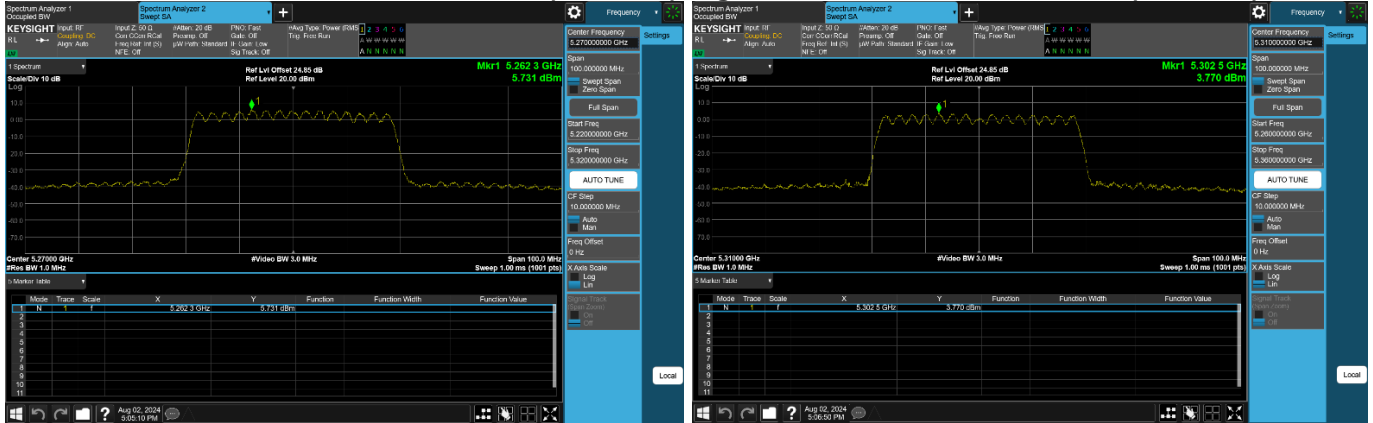 Spectrum Analyzer 1
Occupied BW
Spectrum Analyzer 2
Swept SA
+
Frequency
KEYSIGHT
RL
Input: RF
Coupling: DC
Align: Auto
Input Z: 50 Ω
Corr CCorr RCal
Freq Ref: Int (S)
NFE: Off
#Atten: 20 dB
Preamp: Off
µW Path: Standard
PNO: Fast
Gate: Off
IF Gain: Low
Sig Track: Off
#Avg Type: Power (RMS)
Trig: Free Run
1 2 3 4 5 6
A W W W W W
A N N N N N
Center Frequency
5.270000000 GHz
Settings
1 Spectrum
Scale/Div 10 dB
Log
Ref Lvl Offset 24.85 dB
Ref Level 20.00 dBm
Mkr1 5.262 3 GHz
5.731 dBm
1
10.0
0.00
-10.0
-20.0
-30.0
-40.0
-50.0
-60.0
-70.0
Center 5.27000 GHz
#Res BW 1.0 MHz
#Video BW 3.0 MHz
Span 100.0 MHz
Sweep 1.00 ms (1001 pts)
Span
100.000000 MHz
Swept Span
Zero Span
Full Span
Start Freq
5.220000000 GHz
Stop Freq
5.320000000 GHz
AUTO TUNE
CF Step
10.000000 MHz
Auto
Man
Freq Offset
0 Hz
X Axis Scale
Log
Lin
Signal Track
(Span Zoom)
On
Off
Local
5 Marker Table
Mode Trace Scale X Y Function Function Width Function Value
1 N 1 f 5.262 3 GHz 5.731 dBm
2
3
4
5
6
7
8
9
10
11
?
Aug 02, 2024
5:05:10 PM
Spectrum Analyzer 1
Occupied BW
Spectrum Analyzer 2
Swept SA
+
Frequency
KEYSIGHT
RL
Input: RF
Coupling: DC
Align: Auto
Input Z: 50 Ω
Corr CCorr RCal
Freq Ref: Int (S)
NFE: Off
#Atten: 20 dB
Preamp: Off
µW Path: Standard
PNO: Fast
Gate: Off
IF Gain: Low
Sig Track: Off
#Avg Type: Power (RMS)
Trig: Free Run
1 2 3 4 5 6
A W W W W W
A N N N N N
Center Frequency
5.310000000 GHz
Settings
1 Spectrum
Scale/Div 10 dB
Log
Ref Lvl Offset 24.85 dB
Ref Level 20.00 dBm
Mkr1 5.302 5 GHz
3.770 dBm
1
10.0
0.00
-10.0
-20.0
-30.0
-40.0
-50.0
-60.0
-70.0
Center 5.31000 GHz
#Res BW 1.0 MHz
#Video BW 3.0 MHz
Span 100.0 MHz
Sweep 1.00 ms (1001 pts)
Span
100.000000 MHz
Swept Span
Zero Span
Full Span
Start Freq
5.260000000 GHz
Stop Freq
5.360000000 GHz
AUTO TUNE
CF Step
10.000000 MHz
Auto
Man
Freq Offset
0 Hz
X Axis Scale
Log
Lin
Signal Track
(Span Zoom)
On
Off
Local
5 Marker Table
Mode Trace Scale X Y Function Function Width Function Value
1 N 1 f 5.302 5 GHz 3.770 dBm
2
3
4
5
6
7
8
9
10
11
?
Aug 02, 2024
5:06:50 PM